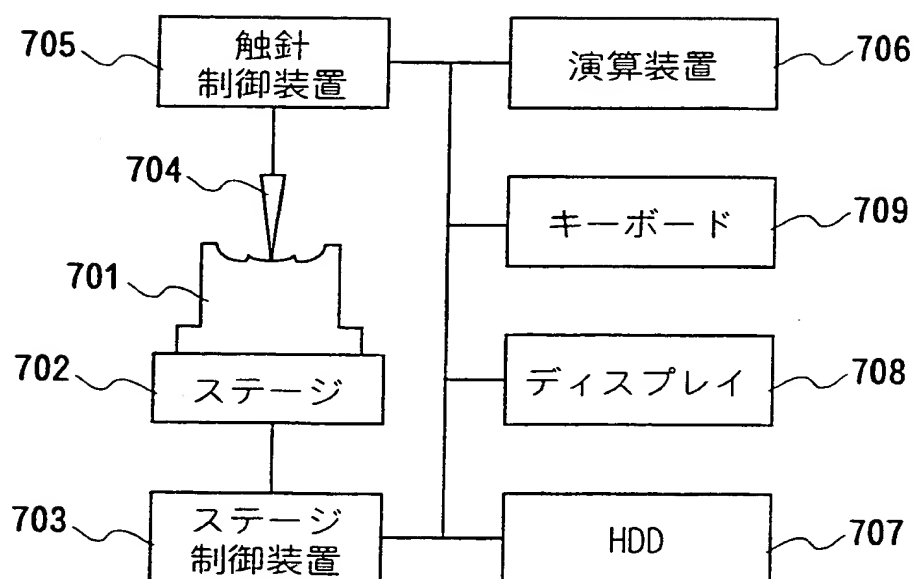 705
触針
制御装置
演算装置
706
704
キーボード
709
701
702
ステージ
ディスプレイ
708
703
ステージ
制御装置
HDD
707